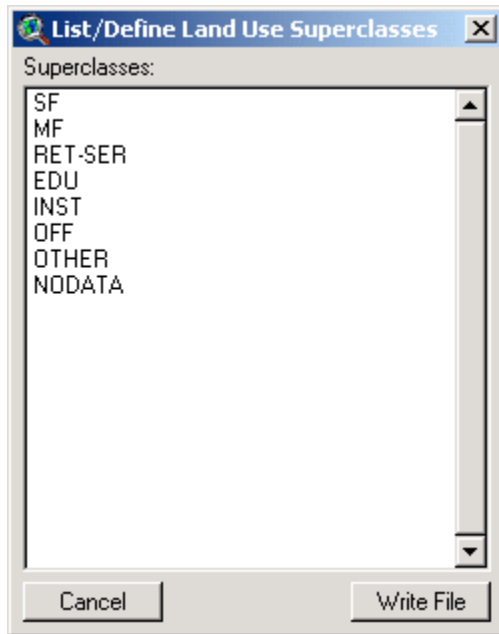 List/Define Land Use Superclasses
Superclasses:
SF
MF
RET-SER
EDU
INST
OFF
OTHER
NODATA
Cancel Write File